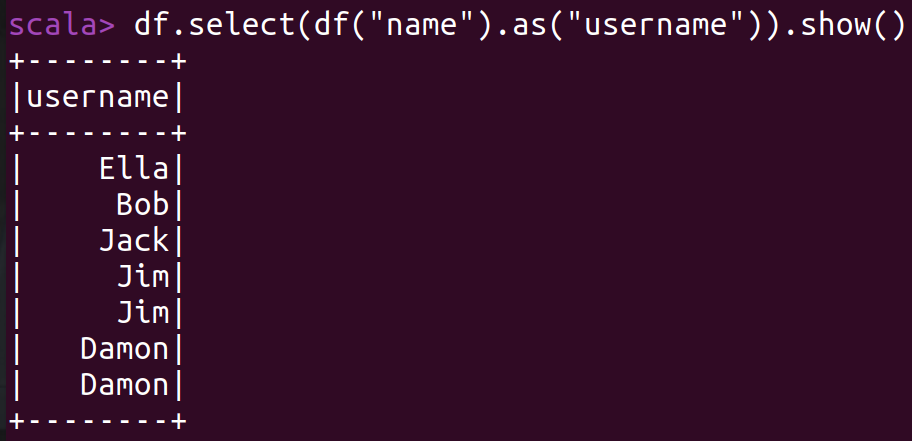 scala> df.select(df("name").as("username")).show()
+--------+
|username|
+--------+
|    Ella|
|     Bob|
|    Jack|
|     Jim|
|     Jim|
|   Damon|
|   Damon|
+--------+